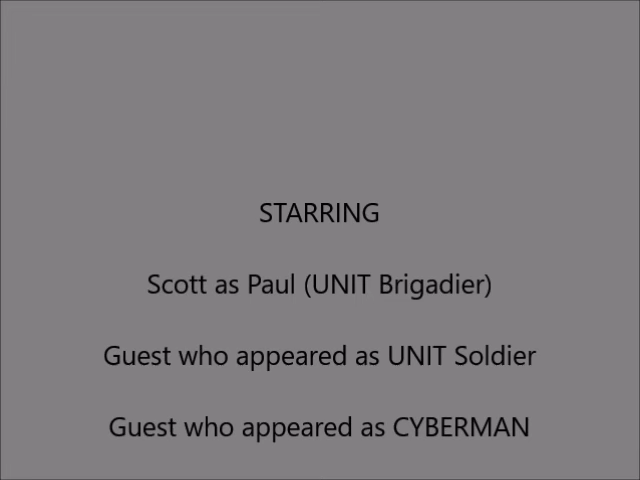 STARRING
Scott as Paul (UNIT Brigadier)
Guest who appeared as UNIT Soldier
Guest who appeared as CYBERMAN